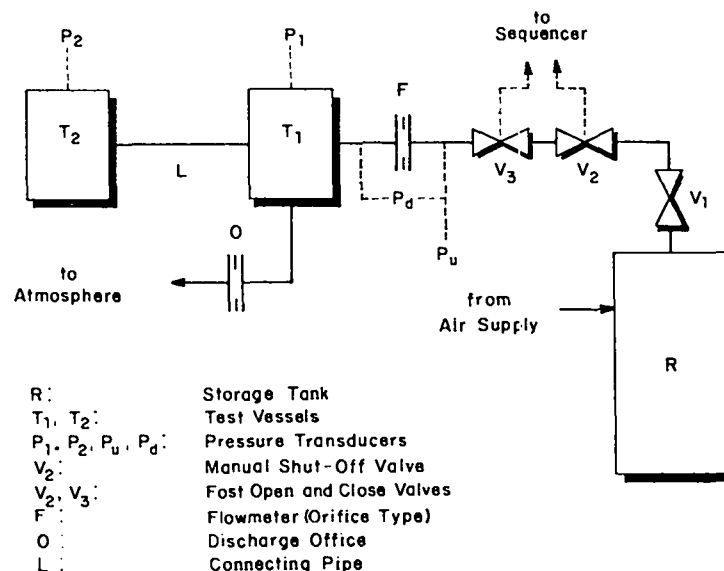 to
Sequencer
P2
P1
F
T2
T1
L
V3
V2
V1
Pd
Pu
O
to
Atmosphere
from
Air Supply
R
R: Storage Tank
T1, T2: Test Vessels
P1, P2, Pu, Pd: Pressure Transducers
V2: Manual Shut-Off Valve
V2, V3: Fost Open and Close Valves
F : Flowmeter (Orifice Type)
O : Discharge Office
L : Connecting Pipe